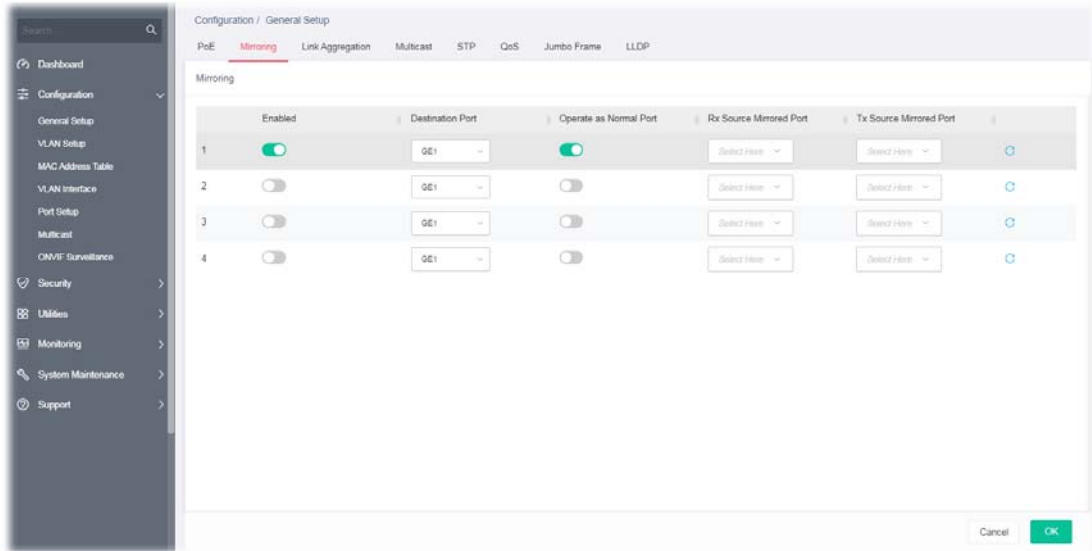 Search...
Dashboard
Configuration
General Setup
VLAN Setup
MAC Address Table
VLAN Interface
Port Setup
Multicast
ONVIF Surveillance
Security
Utilities
Monitoring
System Maintenance
Support
Configuration / General Setup
PoE Mirroring Link Aggregation Multicast STP QoS Jumbo Frame LLDP
Mirroring
Enabled Destination Port Operate as Normal Port Rx Source Mirrored Port Tx Source Mirrored Port
1 GE1 Select Here Select Here
2 GE1 Select Here Select Here
3 GE1 Select Here Select Here
4 GE1 Select Here Select Here
Cancel OK